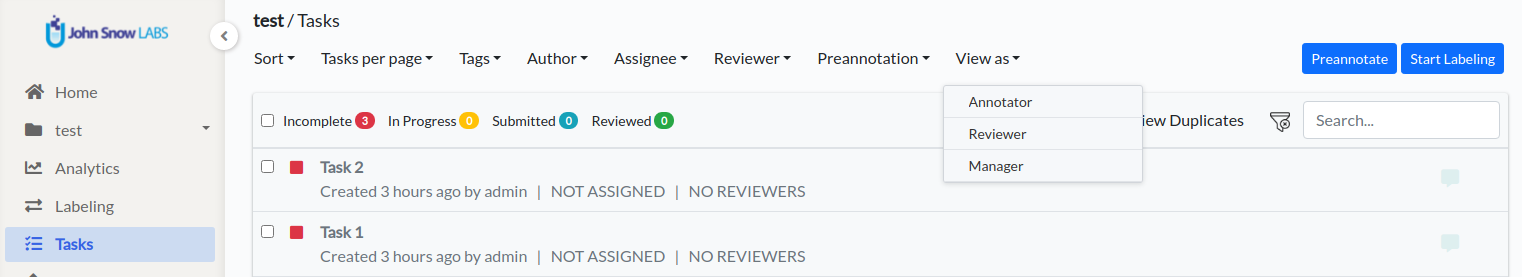 John Snow LABS
Home
test
Analytics
Labeling
Tasks
test / Tasks
Sort Tasks per page Tags Author Assignee Reviewer Preannotation View as
Preannotate Start Labeling
Annotator
Reviewer
Manager
Incomplete 3 In Progress 0 Submitted 0 Reviewed 0
iew Duplicates
Search...
Task 2
Created 3 hours ago by admin | NOT ASSIGNED | NO REVIEWERS
Task 1
Created 3 hours ago by admin | NOT ASSIGNED | NO REVIEWERS